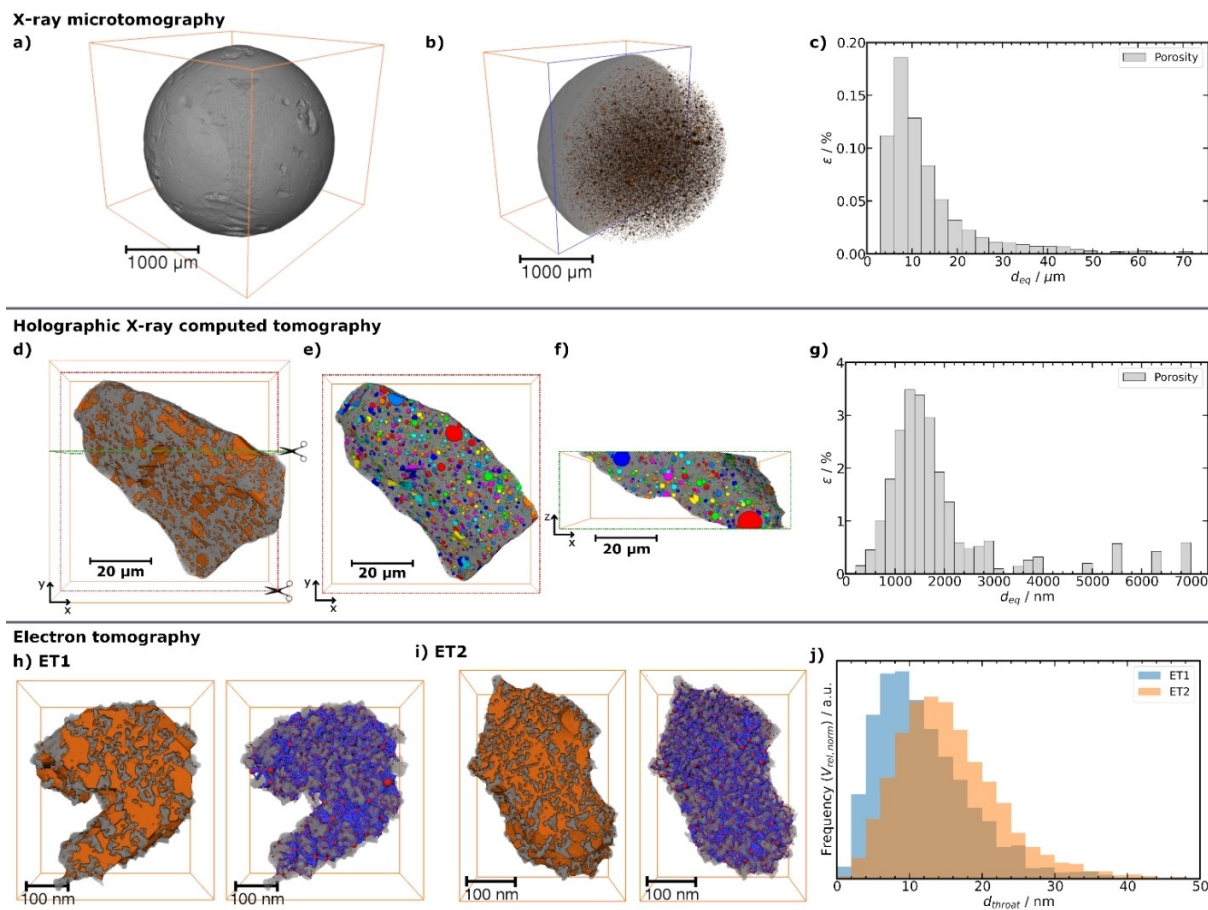 X-ray microtomography
a)
b)
c)
1000 µm
1000 µm
0.20
0.15
0.10
0.05
0.00
ε / %
Porosity
0 10 20 30 40 50 60 70
d_eq / µm
Holographic X-ray computed tomography
d)
e)
f)
g)
20 µm
y
x
20 µm
y
x
z
x
20 µm
4
3
2
1
0
ε / %
Porosity
0 1000 2000 3000 4000 5000 6000 7000
d_eq / nm
Electron tomography
h) ET1
i) ET2
j)
100 nm
100 nm
100 nm
100 nm
Frequency (V_rel.norm) / a.u.
ET1
ET2
0 10 20 30 40 50
d_throat / nm